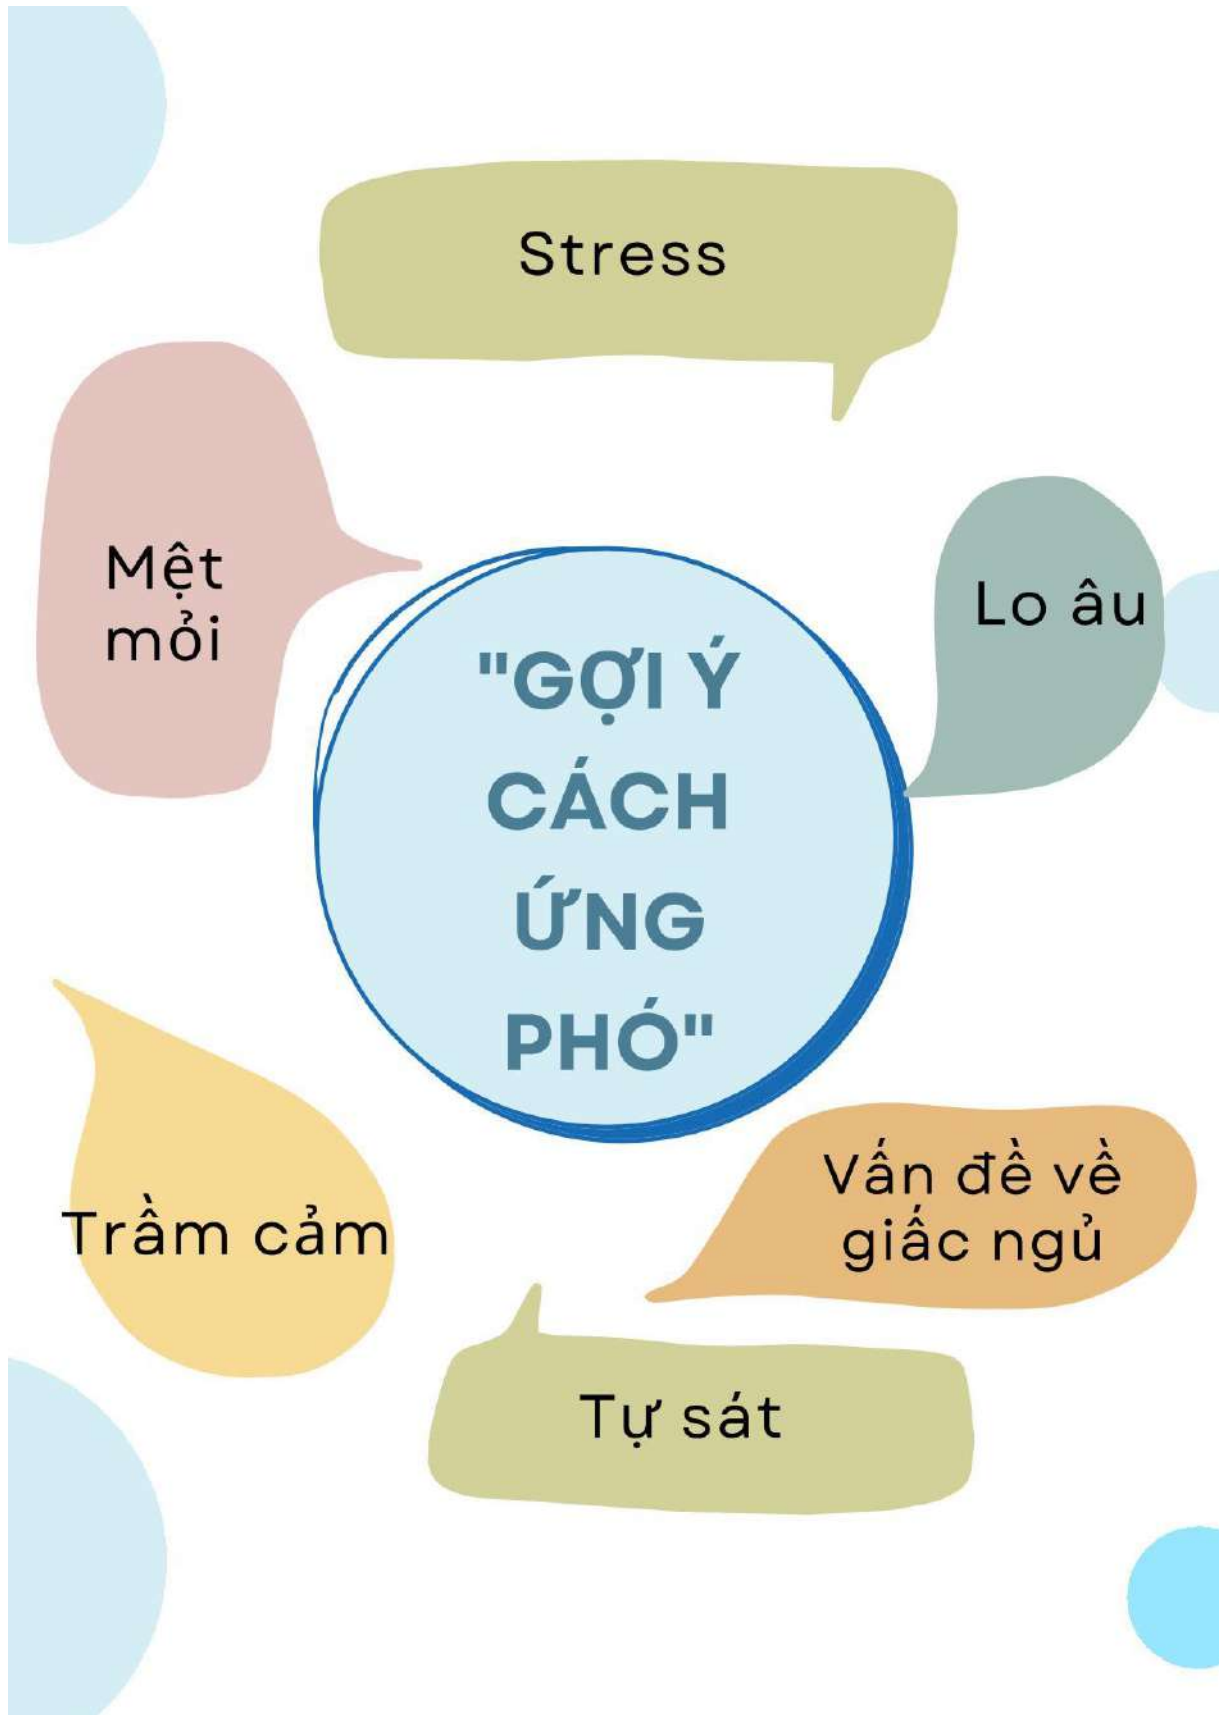 Stress
Mệt
mỏi
Lo âu
"GỢI Ý
CÁCH
ỨNG
PHÓ"
Trầm cảm
Vấn đề về
giấc ngủ
Tự sát